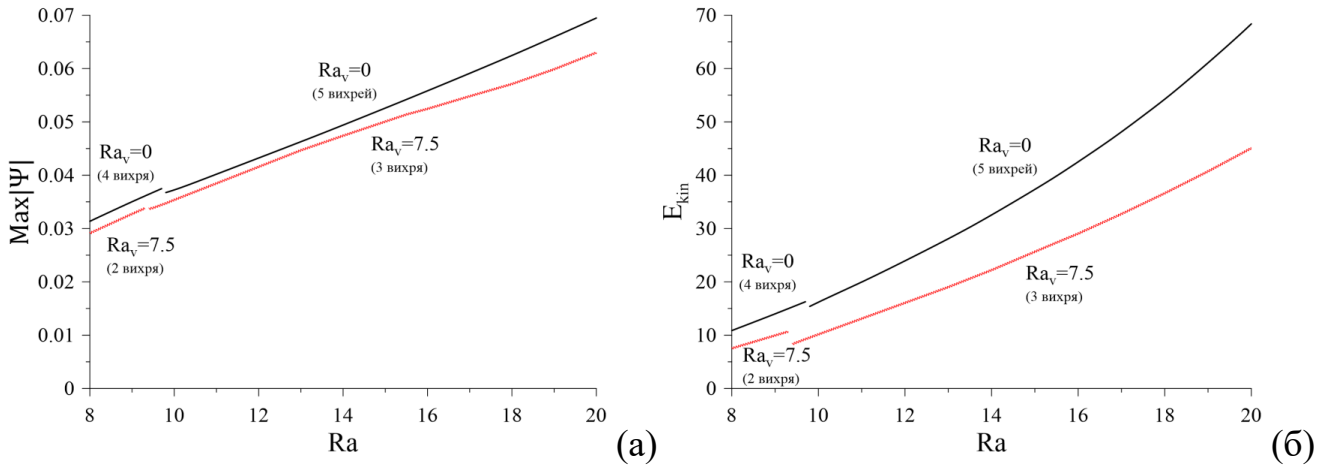 0.07
0.06
0.05
0.04
0.03
0.02
0.01
0
Max|Ψ|
Ra_v=0
(5 вихрей)
Ra_v=0
(4 вихря)
Ra_v=7.5
(3 вихря)
Ra_v=7.5
(2 вихря)
8 10 12 14 16 18 20
Ra
(а)
70
60
50
40
30
20
10
0
E_kin
Ra_v=0
(5 вихрей)
Ra_v=0
(4 вихря)
Ra_v=7.5
(3 вихря)
Ra_v=7.5
(2 вихря)
8 10 12 14 16 18 20
Ra
(б)